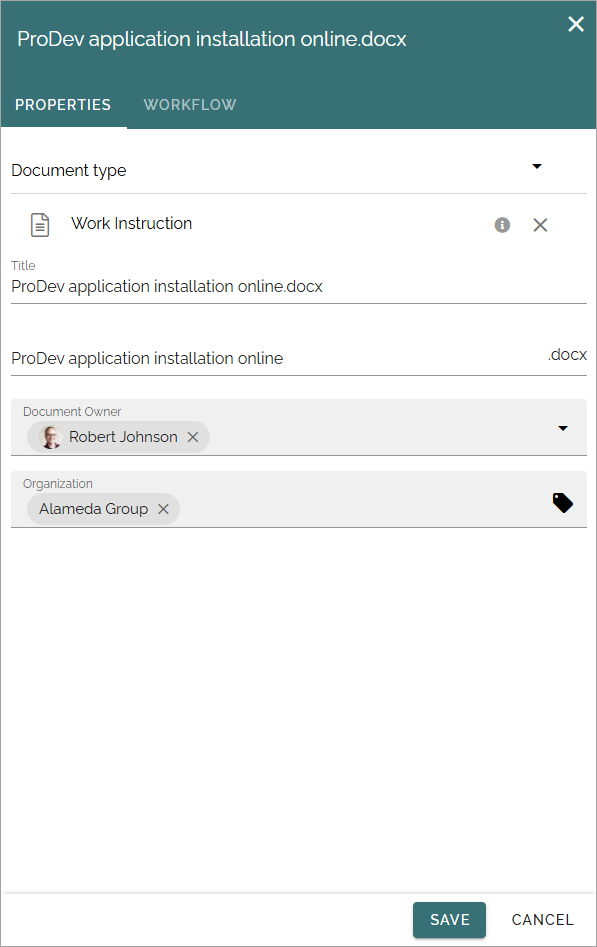 ProDev application installation online.docx
PROPERTIES WORKFLOW
Document type
Work Instruction
Title
ProDev application installation online.docx
ProDev application installation online .docx
Document Owner
Robert Johnson
Organization
Alameda Group
SAVE CANCEL